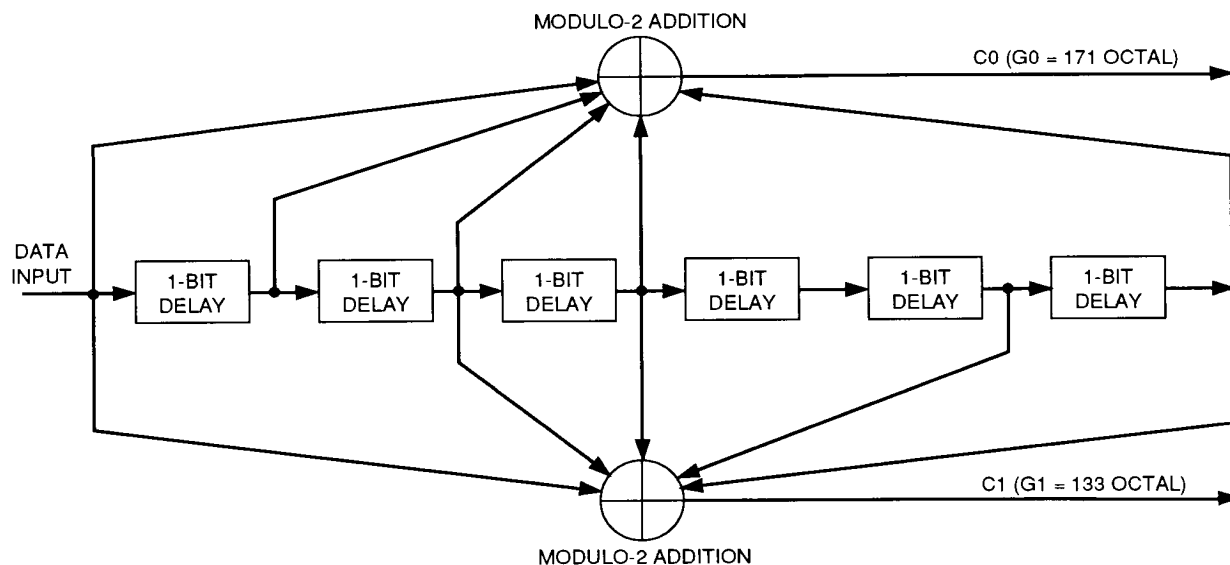 MODULO-2 ADDITION
C0 (G0 = 171 OCTAL)
DATA
INPUT
1-BIT
DELAY
1-BIT
DELAY
1-BIT
DELAY
1-BIT
DELAY
1-BIT
DELAY
1-BIT
DELAY
C1 (G1 = 133 OCTAL)
MODULO-2 ADDITION